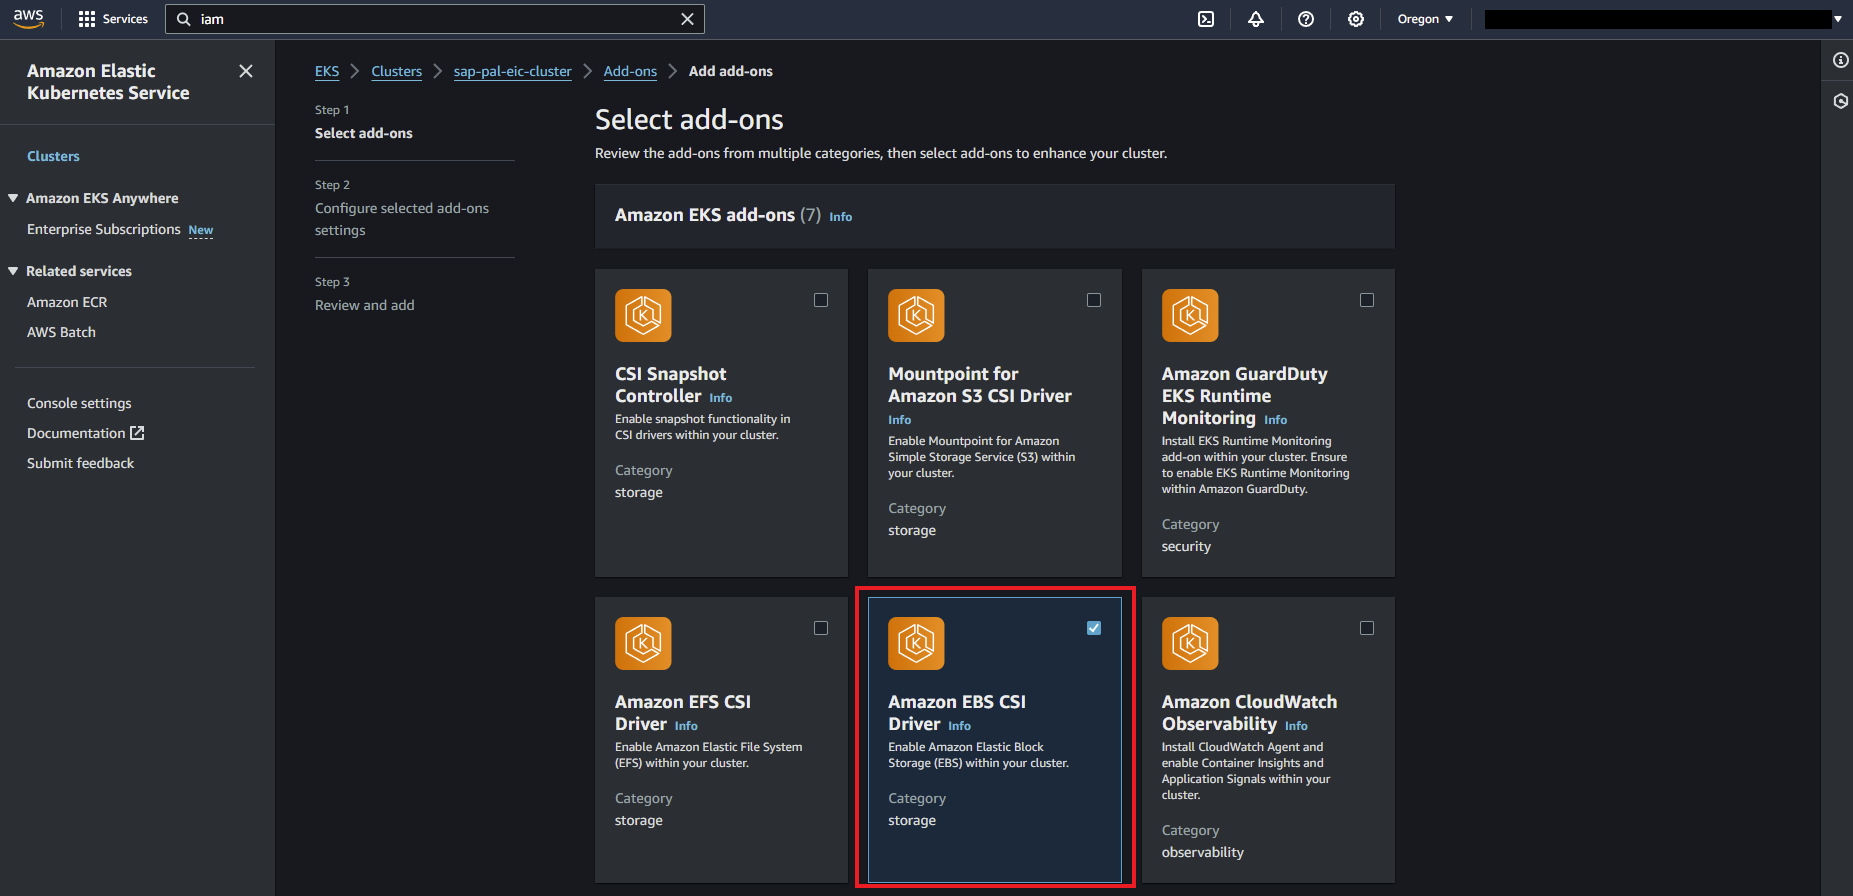 aws
Services
iam
Oregon
Amazon Elastic
Kubernetes Service
Clusters
Amazon EKS Anywhere
Enterprise Subscriptions New
Related services
Amazon ECR
AWS Batch
Console settings
Documentation
Submit feedback
EKS
Clusters
sap-pal-eic-cluster
Add-ons
Add add-ons
Step 1
Select add-ons
Step 2
Configure selected add-ons
settings
Step 3
Review and add
Select add-ons
Review the add-ons from multiple categories, then select add-ons to enhance your cluster.
Amazon EKS add-ons (7) Info
CSI Snapshot
Controller Info
Enable snapshot functionality in
CSI drivers within your cluster.
Category
storage
Mountpoint for
Amazon S3 CSI Driver
Info
Enable Mountpoint for Amazon
Simple Storage Service (S3) within
your cluster.
Category
storage
Amazon GuardDuty
EKS Runtime
Monitoring Info
Install EKS Runtime Monitoring
add-on within your cluster. Ensure
to enable EKS Runtime Monitoring
within Amazon GuardDuty.
Category
security
Amazon EFS CSI
Driver Info
Enable Amazon Elastic File System
(EFS) within your cluster.
Category
storage
Amazon EBS CSI
Driver Info
Enable Amazon Elastic Block
Storage (EBS) within your cluster.
Category
storage
Amazon CloudWatch
Observability Info
Install CloudWatch Agent and
enable Container Insights and
Application Signals within your
cluster.
Category
observability